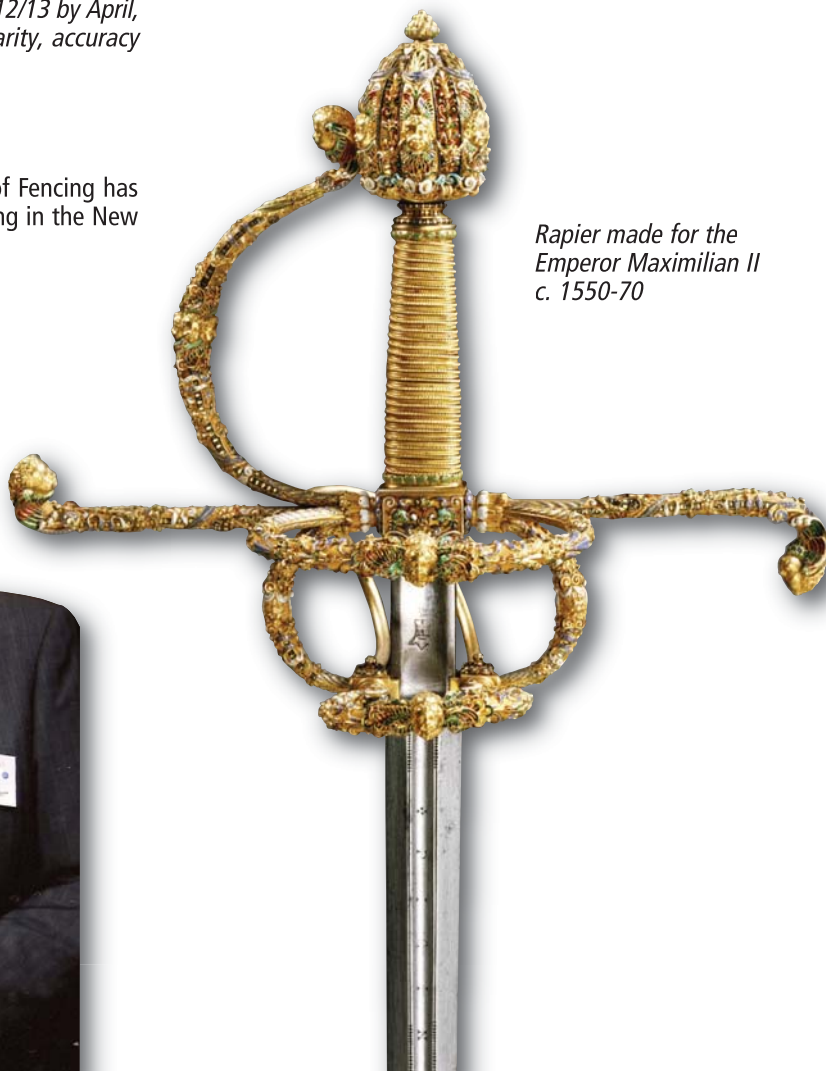 12/13 by April,
arity, accuracy
of Fencing has
ng in the New
Rapier made for the
Emperor Maximilian II
c. 1550-70